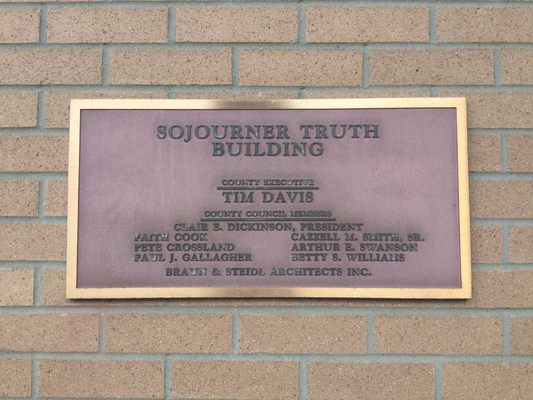 SOJOURNER TRUTH
BUILDING
COUNTY EXECUTIVE
TIM DAVIS
COUNTY COUNCIL MEMBERS
CLAIR E. DICKINSON, PRESIDENT
FAITH COOK CAZZELL M. SMITH, SR.
PETE CROSSLAND ARTHUR E. SWANSON
PAUL J. GALLAGHER BETTY S. WILLIAMS
BRAUN & STEIDL ARCHITECTS INC.